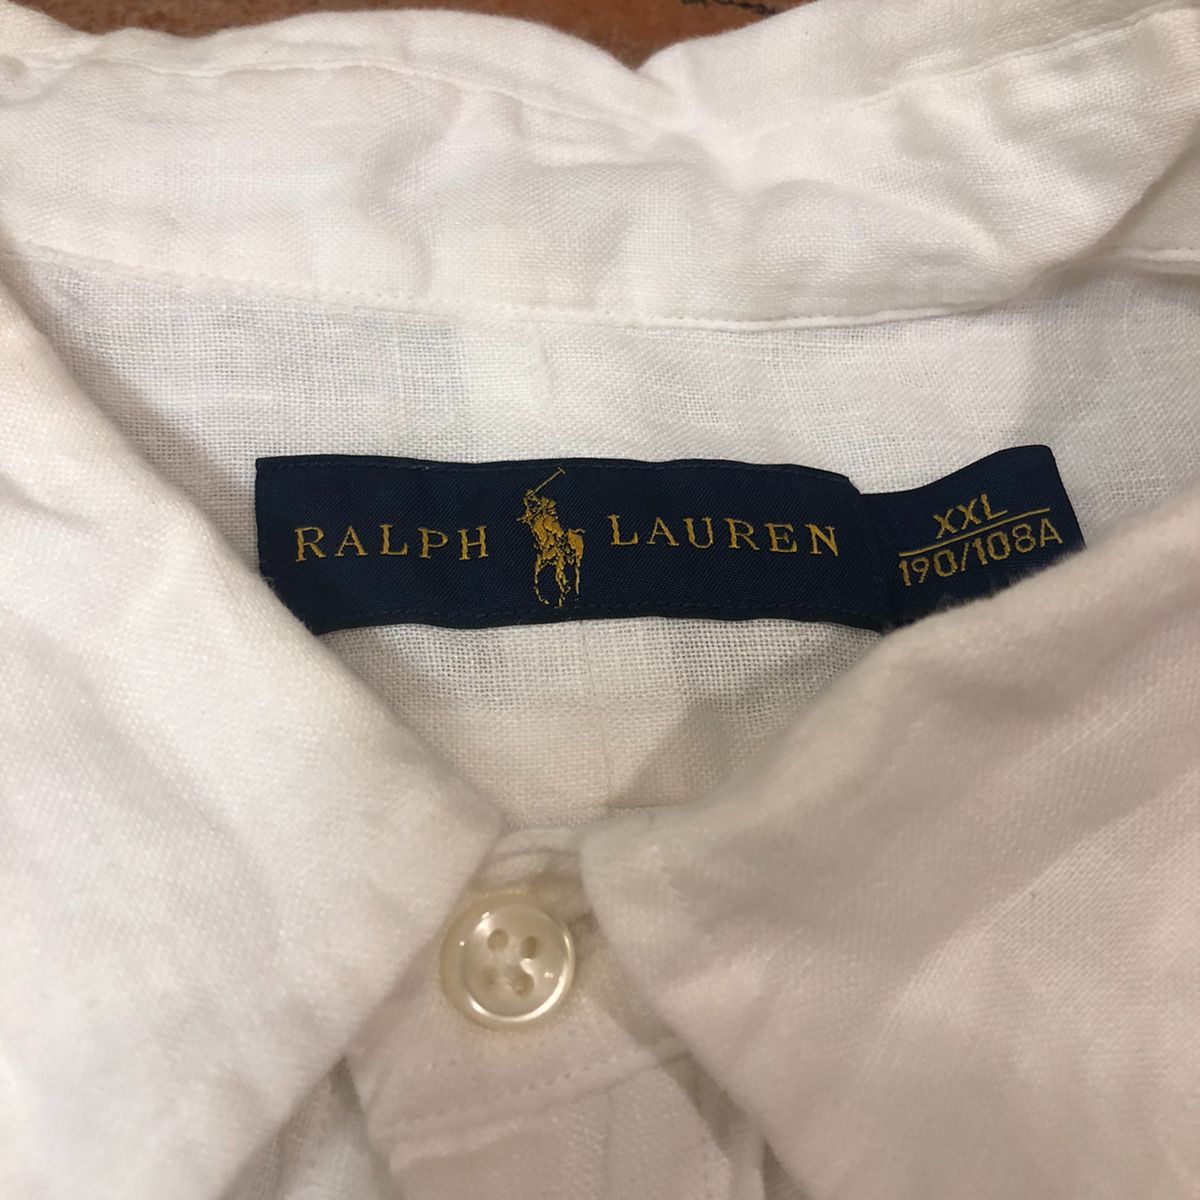 RALPH LAUREN
XXL
190/108A